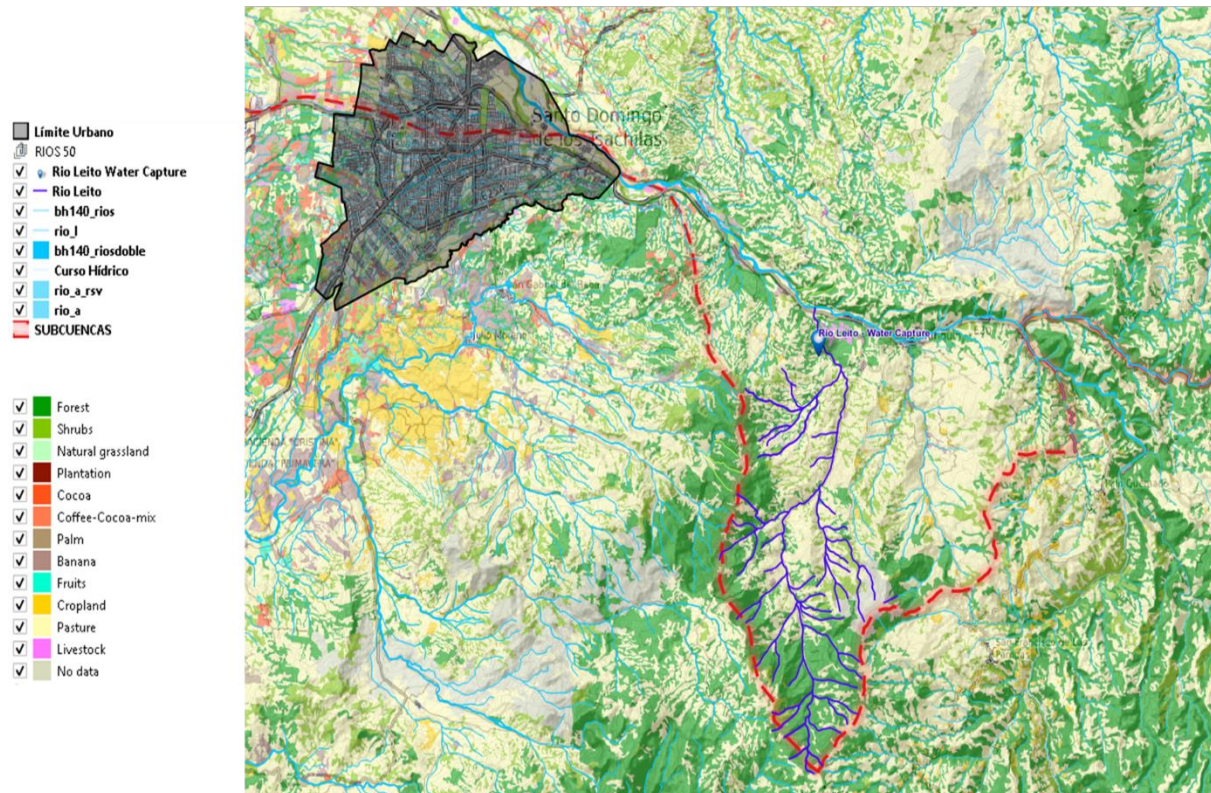 Límite Urbano
RIOS 50
Rio Leito Water Capture
Rio Leito
bh140_rios
rio_l
bh140_riosdoble
Curso Hídrico
rio_a_rsv
rio_a
SUBCUENCAS
Forest
Shrubs
Natural grassland
Plantation
Cocoa
Coffee-Cocoa-mix
Palm
Banana
Fruits
Cropland
Pasture
Livestock
No data
Santo Domingo
de los Tsachilas
Rio Leito - Water Capture